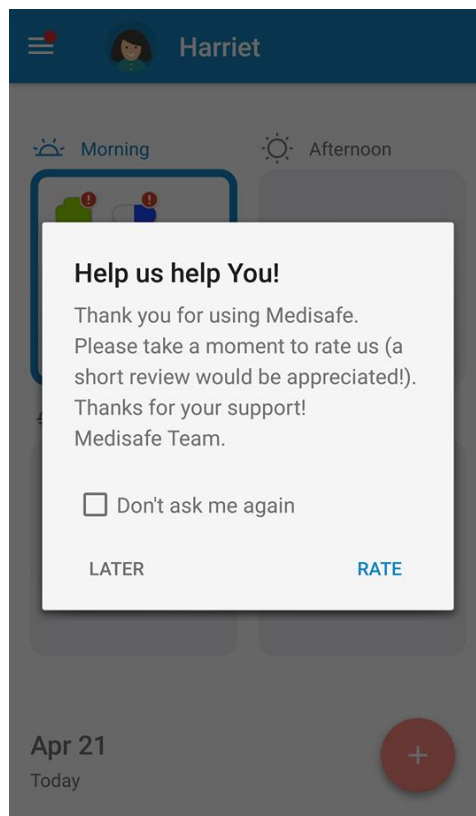 Harriet
Morning
Afternoon
!
!
Help us help You!
Thank you for using Medisafe.
Please take a moment to rate us (a
short review would be appreciated!).
Thanks for your support!
Medisafe Team.
Don't ask me again
LATER
RATE
Apr 21
Today
+